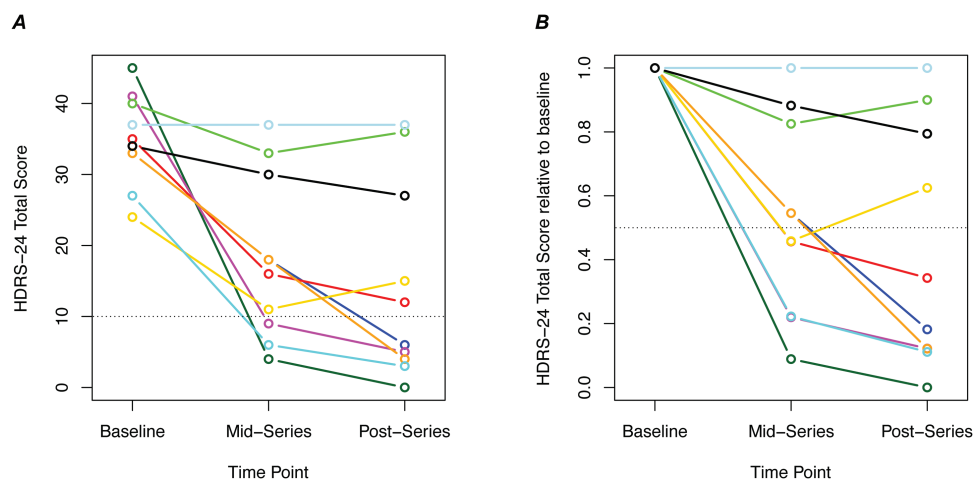 A
HDRS−24 Total Score
40
30
20
10
0
Baseline
Mid−Series
Post−Series
Time Point
B
HDRS−24 Total Score relative to baseline
1.0
0.8
0.6
0.4
0.2
0.0
Baseline
Mid−Series
Post−Series
Time Point